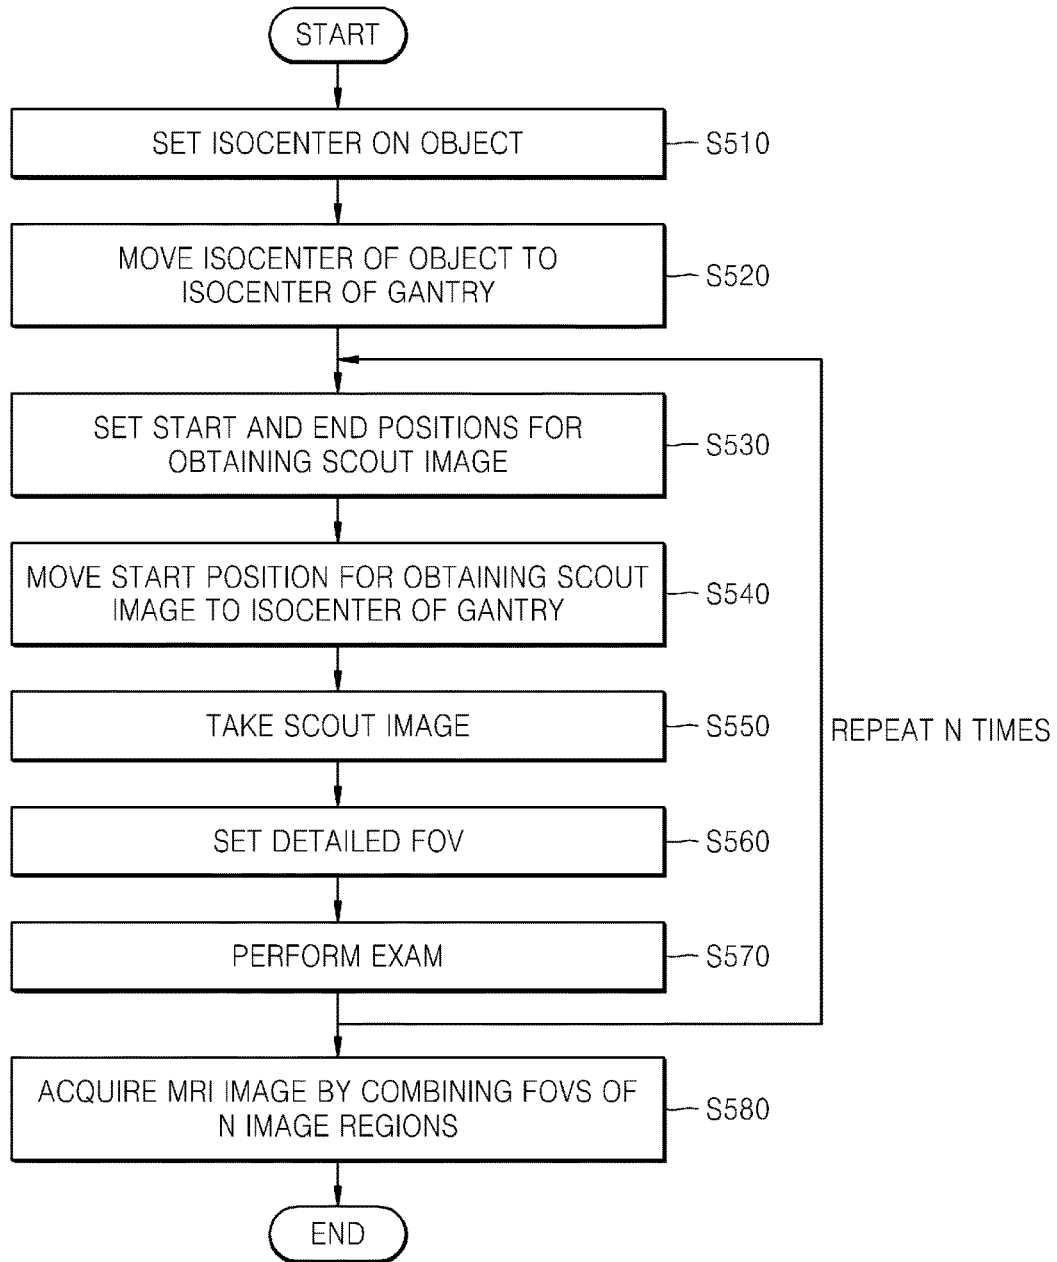 START
SET ISOCENTER ON OBJECT
S510
MOVE ISOCENTER OF OBJECT TO
ISOCENTER OF GANTRY
S520
SET START AND END POSITIONS FOR
OBTAINING SCOUT IMAGE
S530
MOVE START POSITION FOR OBTAINING SCOUT
IMAGE TO ISOCENTER OF GANTRY
S540
TAKE SCOUT IMAGE
S550
REPEAT N TIMES
SET DETAILED FOV
S560
PERFORM EXAM
S570
ACQUIRE MRI IMAGE BY COMBINING FOVS OF
N IMAGE REGIONS
S580
END